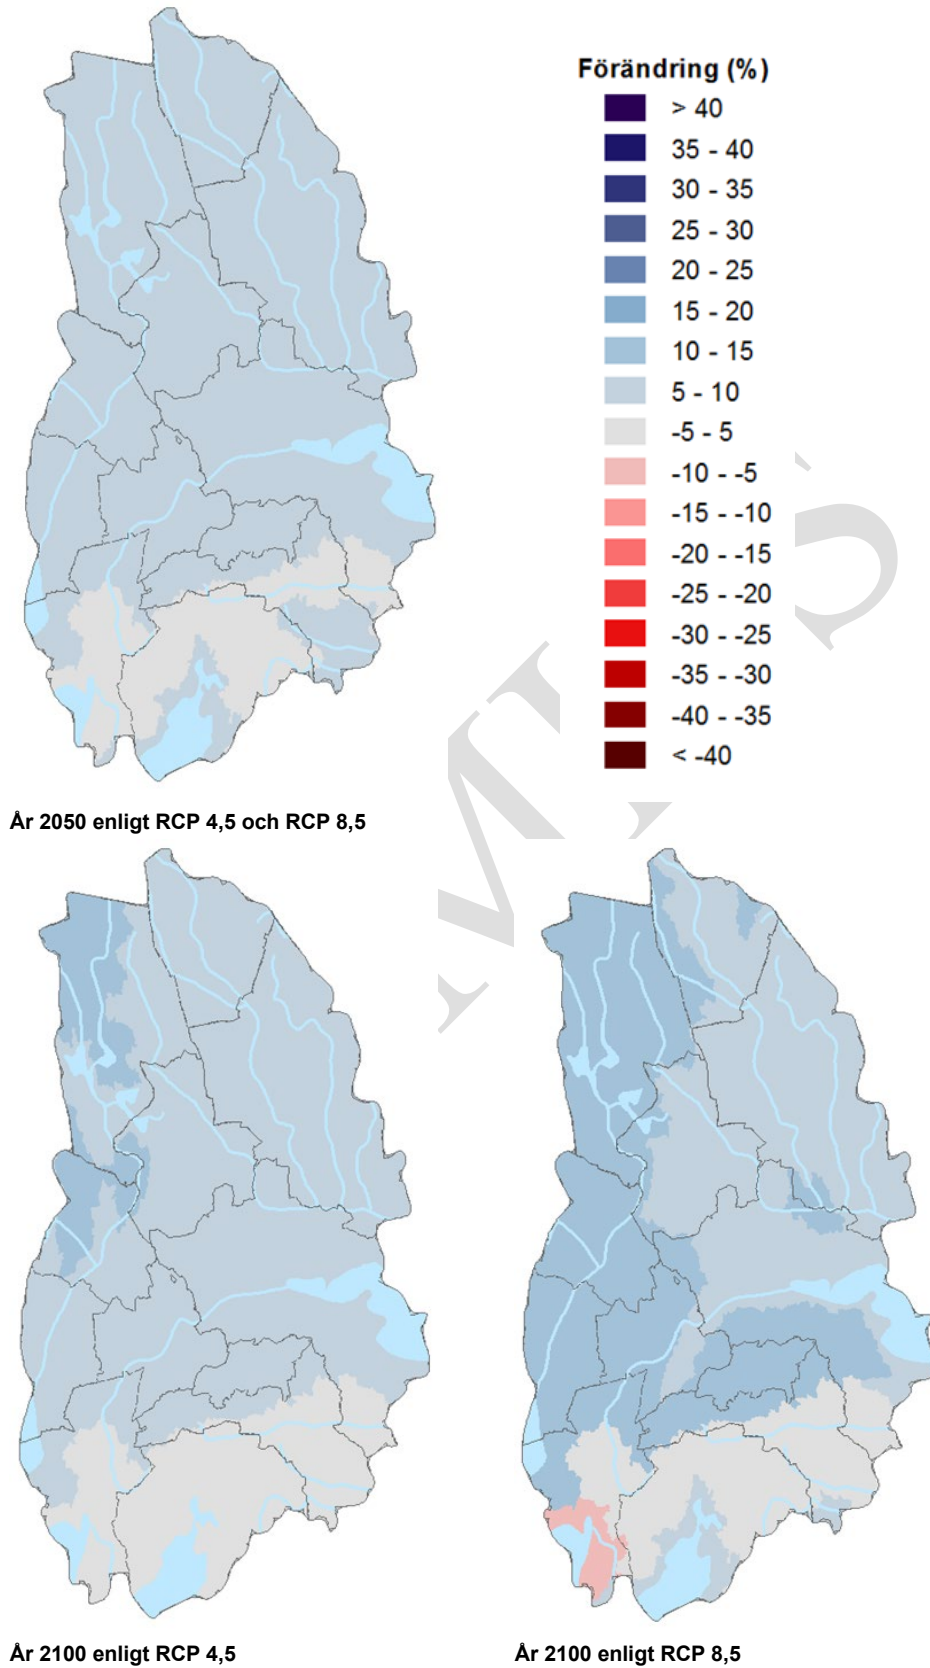 Förändring (%)
> 40
35 - 40
30 - 35
25 - 30
20 - 25
15 - 20
10 - 15
5 - 10
-5 - 5
-10 - -5
-15 - -10
-20 - -15
-25 - -20
-30 - -25
-35 - -30
-40 - -35
< -40
År 2050 enligt RCP 4,5 och RCP 8,5
År 2100 enligt RCP 4,5
År 2100 enligt RCP 8,5